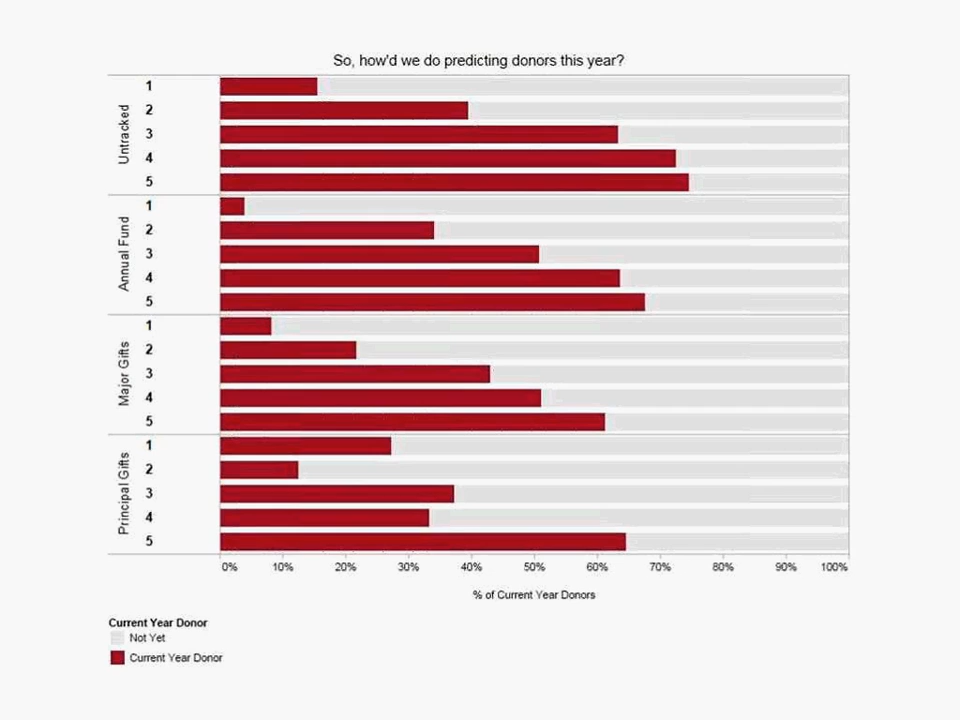 So, how'd we do predicting donors this year?
Untracked
1
2
3
4
5
Annual Fund
1
2
3
4
5
Major Gifts
1
2
3
4
5
Principal Gifts
1
2
3
4
5
0% 10% 20% 30% 40% 50% 60% 70% 80% 90% 100%
% of Current Year Donors
Current Year Donor
Not Yet
Current Year Donor